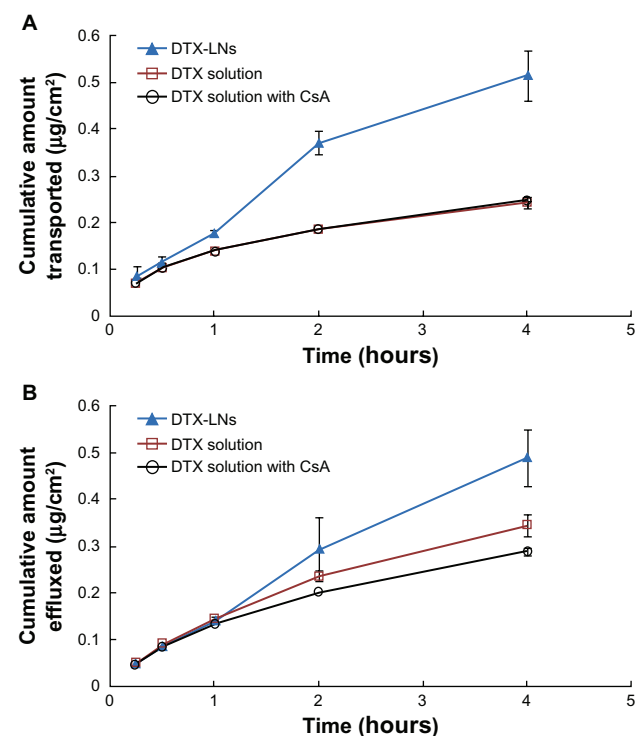 A
0.6
0.5
0.4
0.3
0.2
0.1
0
DTX-LNs
DTX solution
DTX solution with CsA
Cumulative amount
transported (µg/cm²)
0 1 2 3 4 5
Time (hours)
B
0.6
0.5
0.4
0.3
0.2
0.1
0
DTX-LNs
DTX solution
DTX solution with CsA
Cumulative amount
effluxed (µg/cm²)
0 1 2 3 4 5
Time (hours)